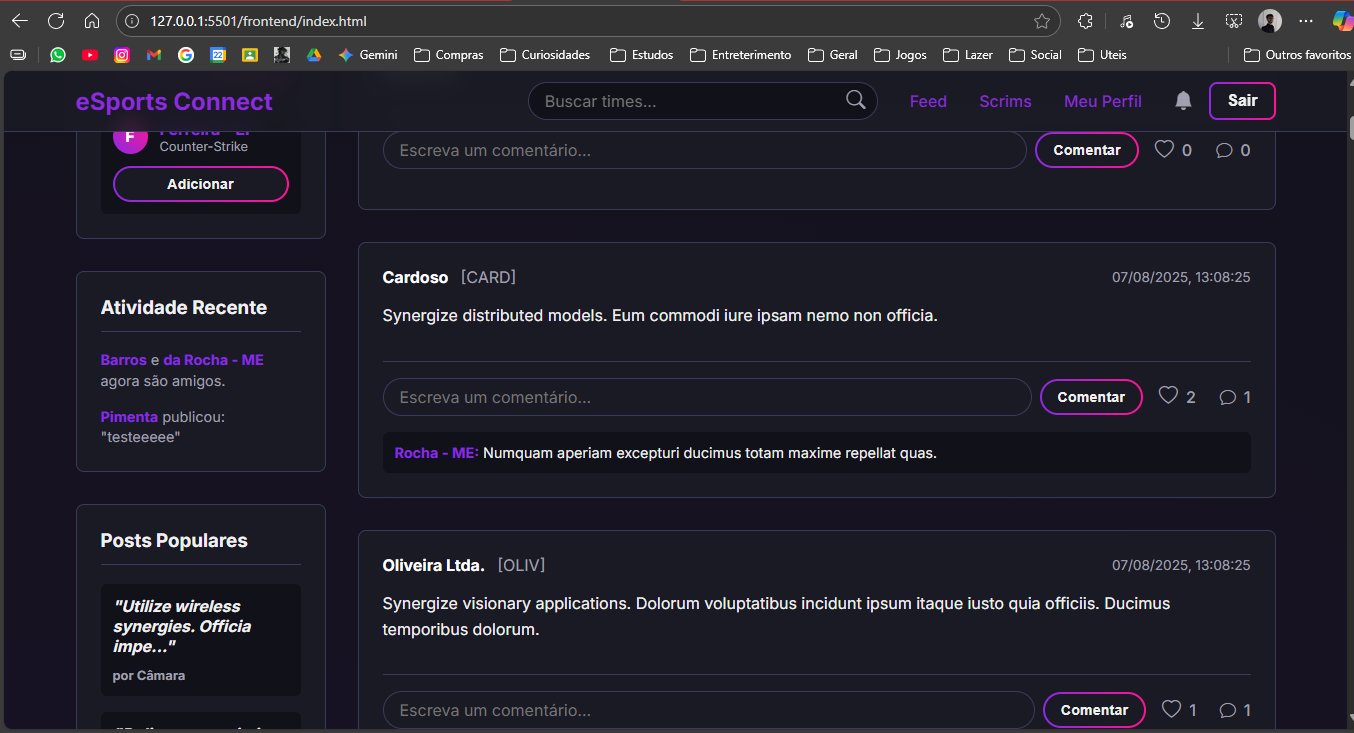 127.0.0.1:5501/frontend/index.html
Gemini
Compras
Curiosidades
Estudos
Entreterimento
Geral
Jogos
Lazer
Social
Uteis
Outros favoritos
eSports Connect
Buscar times...
Feed
Scrims
Meu Perfil
Sair
F
Ferreira - EI
Counter-Strike
Adicionar
Atividade Recente
Barros e da Rocha - ME
agora são amigos.
Pimenta publicou:
"testeeeee"
Posts Populares
"Utilize wireless
synergies. Officia
impe..."
por Câmara
Escreva um comentário...
Comentar
0
0
Cardoso [CARD]
07/08/2025, 13:08:25
Synergize distributed models. Eum commodi iure ipsam nemo non officia.
Escreva um comentário...
Comentar
2
1
Rocha - ME: Numquam aperiam excepturi ducimus totam maxime repellat quas.
Oliveira Ltda. [OLIV]
07/08/2025, 13:08:25
Synergize visionary applications. Dolorum voluptatibus incidunt ipsum itaque iusto quia officiis. Ducimus
temporibus dolorum.
Escreva um comentário...
Comentar
1
1